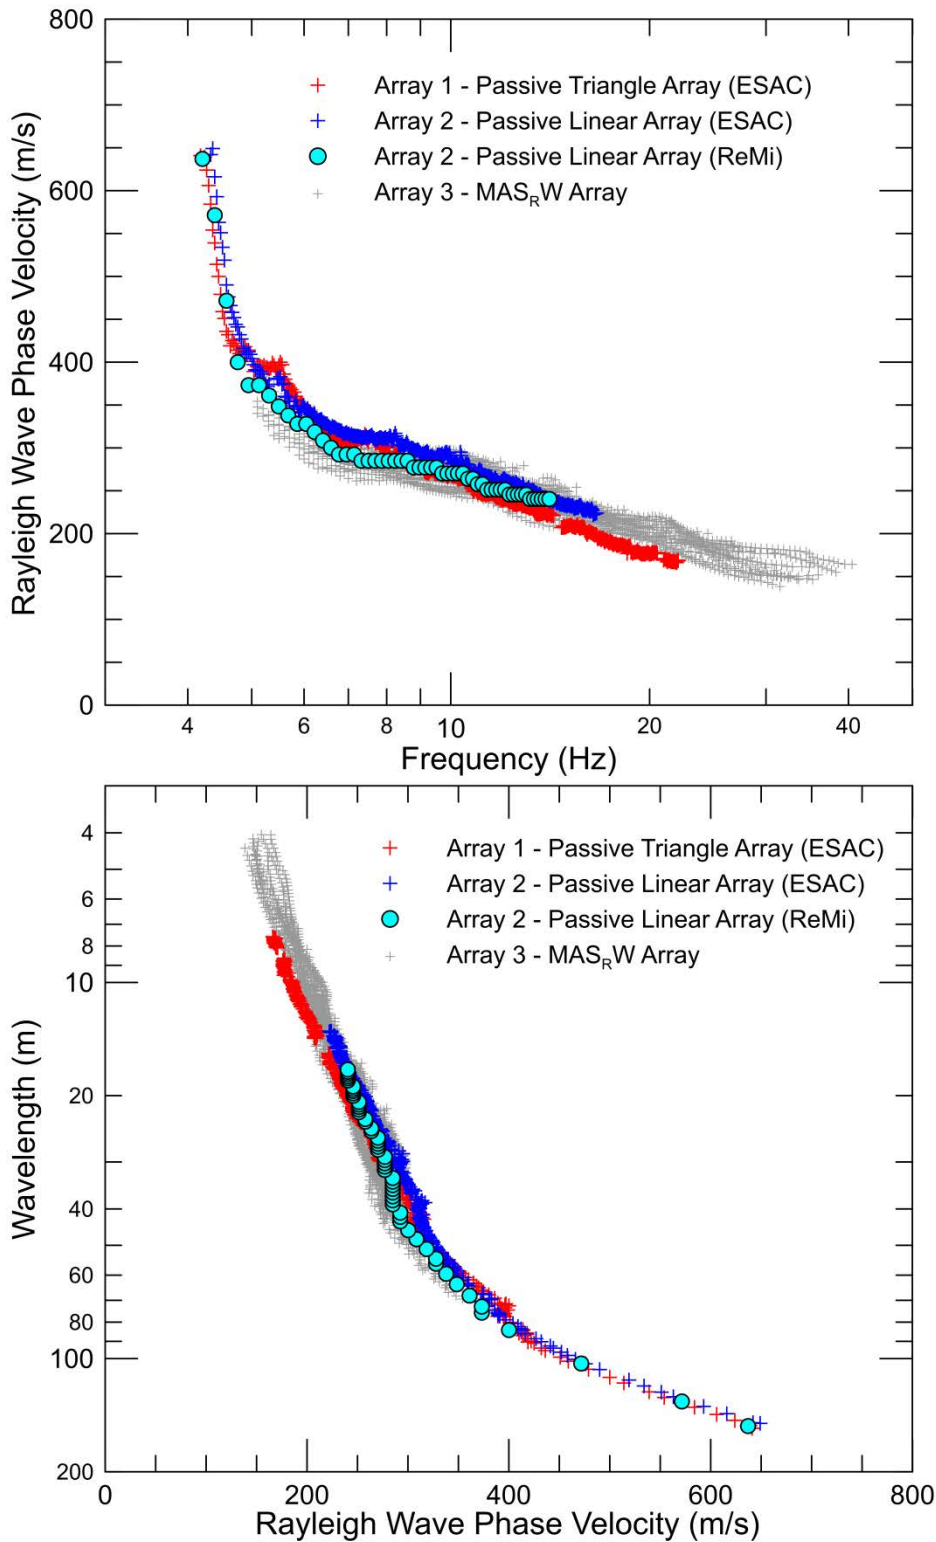 800
600
400
200
0
Rayleigh Wave Phase Velocity (m/s)
Array 1 - Passive Triangle Array (ESAC)
Array 2 - Passive Linear Array (ESAC)
Array 2 - Passive Linear Array (ReMi)
Array 3 - MASRW Array
4 6 8 10 20 40
Frequency (Hz)
4
6
8
10
20
40
60
80
100
200
Wavelength (m)
Array 1 - Passive Triangle Array (ESAC)
Array 2 - Passive Linear Array (ESAC)
Array 2 - Passive Linear Array (ReMi)
Array 3 - MASRW Array
0 200 400 600 800
Rayleigh Wave Phase Velocity (m/s)